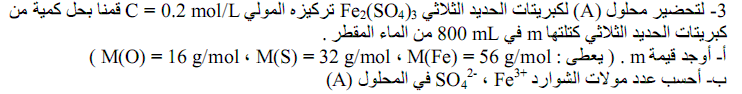 3- لتحضير محلول (A) لكبريتات الحديد الثلاثي Fe₂(SO₄)₃ تركيزه المولي C = 0.2 mol/L قمنا بحل كمية من
كبريتات الحديد الثلاثي كتلتها m في 800 mL من الماء المقطر .
أ- أوجد قيمة m . ( يعطى : M(O) = 16 g/mol ، M(S) = 32 g/mol ، M(Fe) = 56 g/mol )
ب- أحسب عدد مولات الشوارد Fe³⁺ ، SO₄²⁻ في المحلول (A)